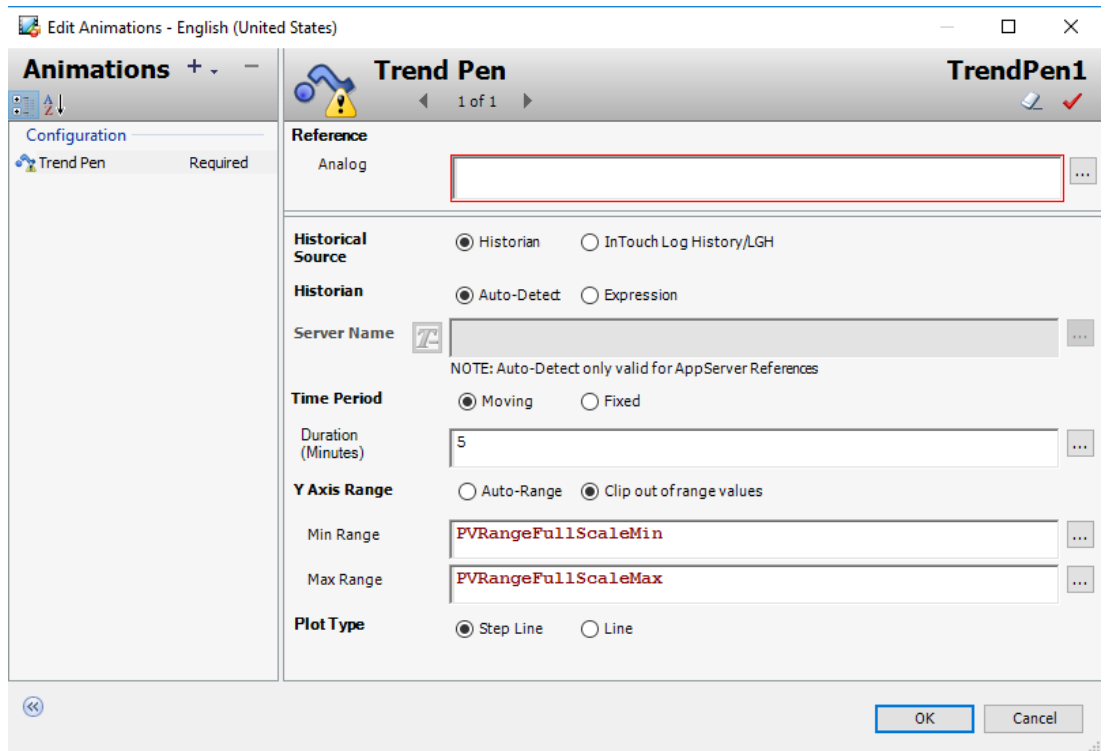 Edit Animations - English (United States)
Animations
Trend Pen
TrendPen1
1 of 1
Configuration
Trend Pen Required
Reference
Analog
...
Historical Source
Historian InTouch Log History/LGH
Historian
Auto-Detect Expression
Server Name
...
NOTE: Auto-Detect only valid for AppServer References
Time Period
Moving Fixed
Duration
(Minutes)
5
...
Y Axis Range
Auto-Range Clip out of range values
Min Range
PVRangeFullScaleMin
...
Max Range
PVRangeFullScaleMax
...
Plot Type
Step Line Line
OK Cancel